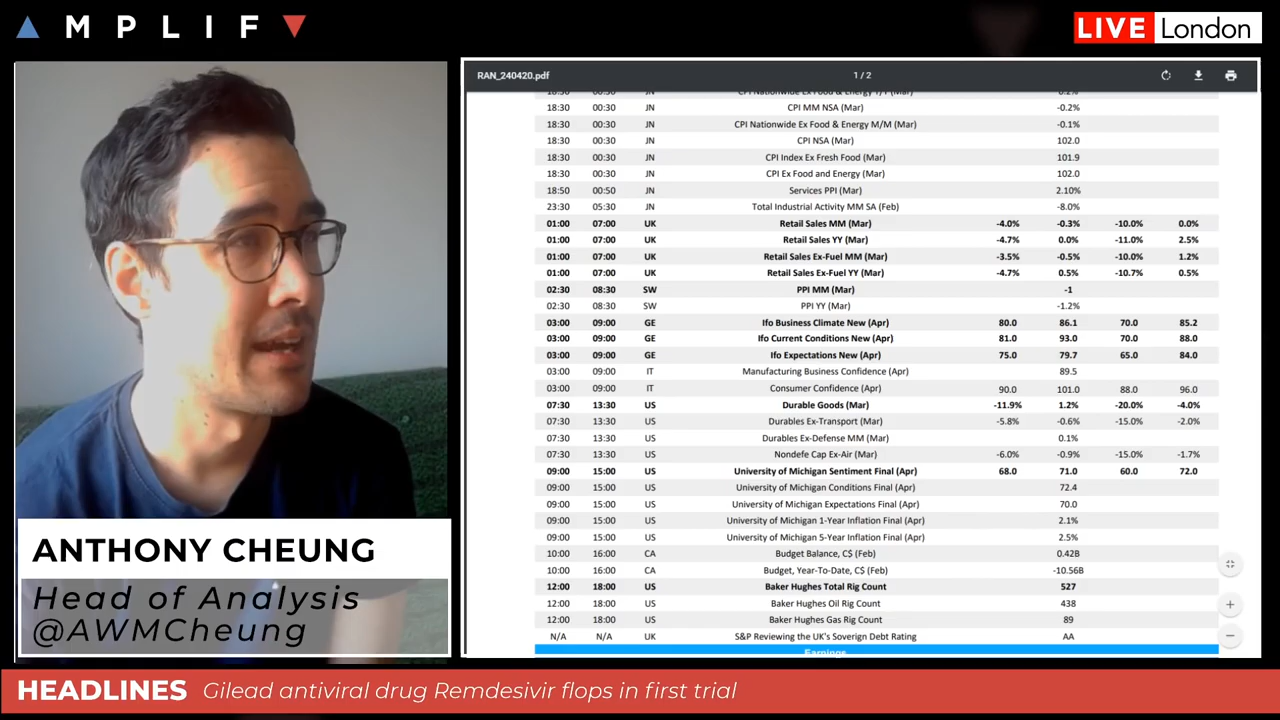 AMPLIFY
LIVE London
RAN_240420.pdf 1 / 2
18:30 00:30 JN CPI Nationwide Ex Food & Energy Y/Y (Mar) 0.2%
18:30 00:30 JN CPI MM NSA (Mar) -0.2%
18:30 00:30 JN CPI Nationwide Ex Food & Energy M/M (Mar) -0.1%
18:30 00:30 JN CPI NSA (Mar) 102.0
18:30 00:30 JN CPI Index Ex Fresh Food (Mar) 101.9
18:30 00:30 JN CPI Ex Food and Energy (Mar) 102.0
18:50 00:50 JN Services PPI (Mar) 2.10%
23:30 05:30 JN Total Industrial Activity MM SA (Feb) -8.0%
01:00 07:00 UK Retail Sales MM (Mar) -4.0% -0.3% -10.0% 0.0%
01:00 07:00 UK Retail Sales YY (Mar) -4.7% 0.0% -11.0% 2.5%
01:00 07:00 UK Retail Sales Ex-Fuel MM (Mar) -3.5% -0.5% -10.0% 1.2%
01:00 07:00 UK Retail Sales Ex-Fuel YY (Mar) -4.7% 0.5% -10.7% 0.5%
02:30 08:30 SW PPI MM (Mar) -1
02:30 08:30 SW PPI YY (Mar) -1.2%
03:00 09:00 GE Ifo Business Climate New (Apr) 80.0 86.1 70.0 85.2
03:00 09:00 GE Ifo Current Conditions New (Apr) 81.0 93.0 70.0 88.0
03:00 09:00 GE Ifo Expectations New (Apr) 75.0 79.7 65.0 84.0
03:00 09:00 IT Manufacturing Business Confidence (Apr) 89.5
03:00 09:00 IT Consumer Confidence (Apr) 90.0 101.0 88.0 96.0
07:30 13:30 US Durable Goods (Mar) -11.9% 1.2% -20.0% -4.0%
07:30 13:30 US Durables Ex-Transport (Mar) -5.8% -0.6% -15.0% -2.0%
07:30 13:30 US Durables Ex-Defense MM (Mar) 0.1%
07:30 13:30 US Nondefe Cap Ex-Air (Mar) -6.0% -0.9% -15.0% -1.7%
09:00 15:00 US University of Michigan Sentiment Final (Apr) 68.0 71.0 60.0 72.0
09:00 15:00 US University of Michigan Conditions Final (Apr) 72.4
09:00 15:00 US University of Michigan Expectations Final (Apr) 70.0
09:00 15:00 US University of Michigan 1-Year Inflation Final (Apr) 2.1%
09:00 15:00 US University of Michigan 5-Year Inflation Final (Apr) 2.5%
10:00 16:00 CA Budget Balance, C$ (Feb) 0.42B
10:00 16:00 CA Budget, Year-To-Date, C$ (Feb) -10.56B
12:00 18:00 US Baker Hughes Total Rig Count 527
12:00 18:00 US Baker Hughes Oil Rig Count 438
12:00 18:00 US Baker Hughes Gas Rig Count 89
N/A N/A UK S&P Reviewing the UK's Soverign Debt Rating AA
Earnings
ANTHONY CHEUNG
Head of Analysis
@AWMCheung
HEADLINES Gilead antiviral drug Remdesivir flops in first trial